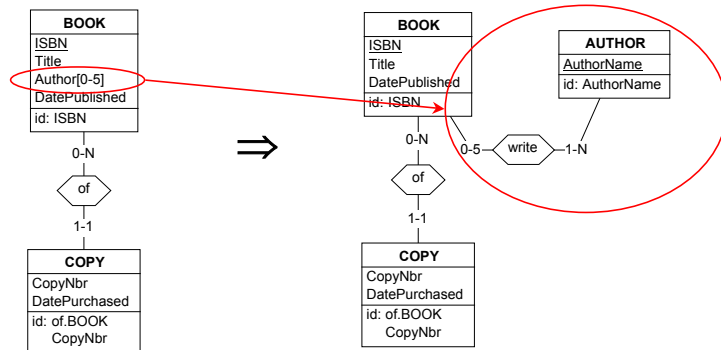 BOOK
ISBN
Title
Author[0-5]
DatePublished
id: ISBN
0-N
of
1-1
COPY
CopyNbr
DatePurchased
id: of.BOOK
CopyNbr
⇒
BOOK
ISBN
Title
DatePublished
id: ISBN
0-N
of
1-1
COPY
CopyNbr
DatePurchased
id: of.BOOK
CopyNbr
0-5
write
1-N
AUTHOR
AuthorName
id: AuthorName